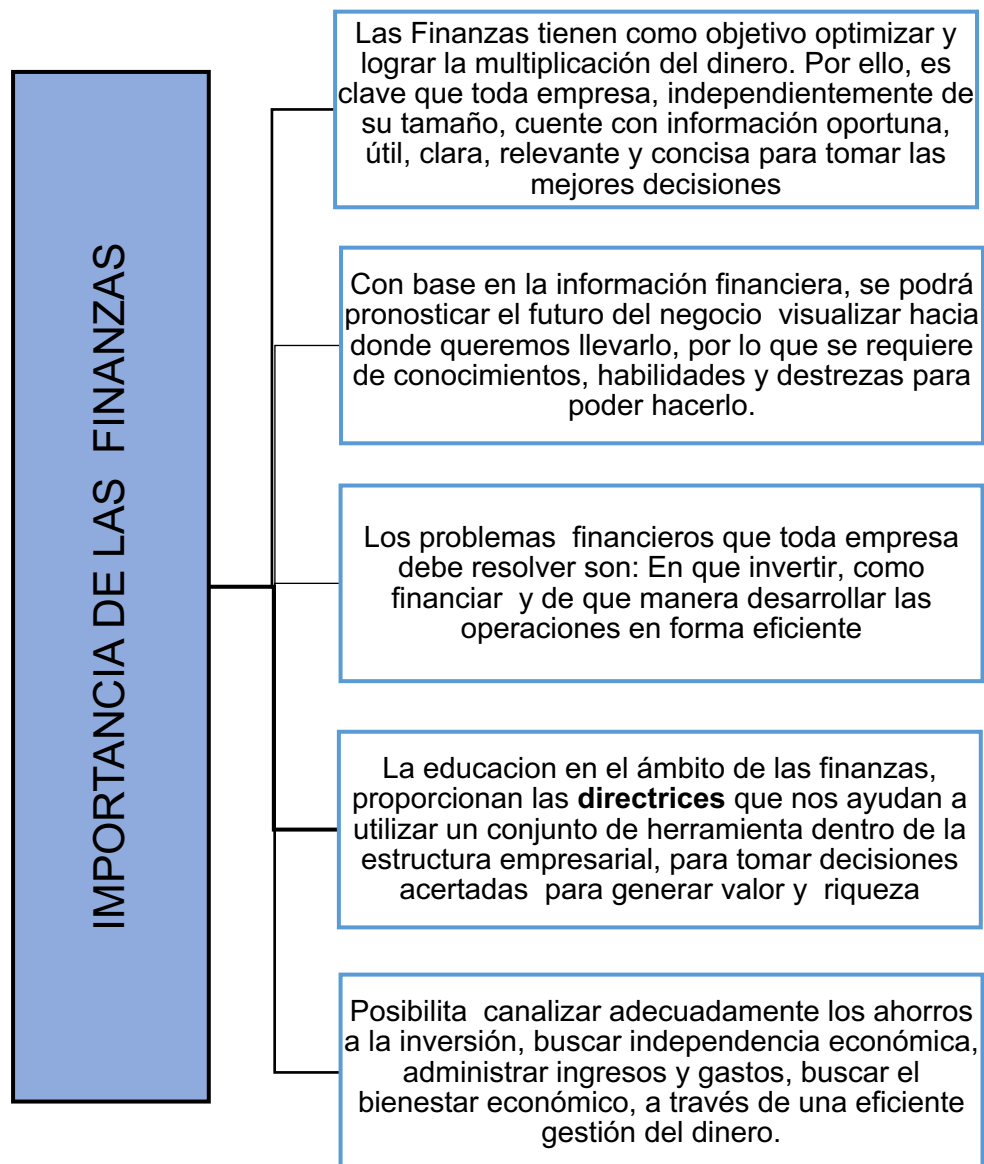 IMPORTANCIA DE LAS  FINANZAS
Las Finanzas tienen como objetivo optimizar y
lograr la multiplicación del dinero. Por ello, es
clave que toda empresa, independientemente de
su tamaño, cuente con información oportuna,
útil, clara, relevante y concisa para tomar las
mejores decisiones
Con base en la información financiera, se podrá
pronosticar el futuro del negocio  visualizar hacia
donde queremos llevarlo, por lo que se requiere
de conocimientos, habilidades y destrezas para
poder hacerlo.
Los problemas  financieros que toda empresa
debe resolver son: En que invertir, como
financiar  y de que manera desarrollar las
operaciones en forma eficiente
La educacion en el ámbito de las finanzas,
proporcionan las directrices que nos ayudan a
utilizar un conjunto de herramienta dentro de la
estructura empresarial, para tomar decisiones
acertadas  para generar valor y  riqueza
Posibilita  canalizar adecuadamente los ahorros
a la inversión, buscar independencia económica,
administrar ingresos y gastos, buscar el
bienestar económico, a través de una eficiente
gestión del dinero.